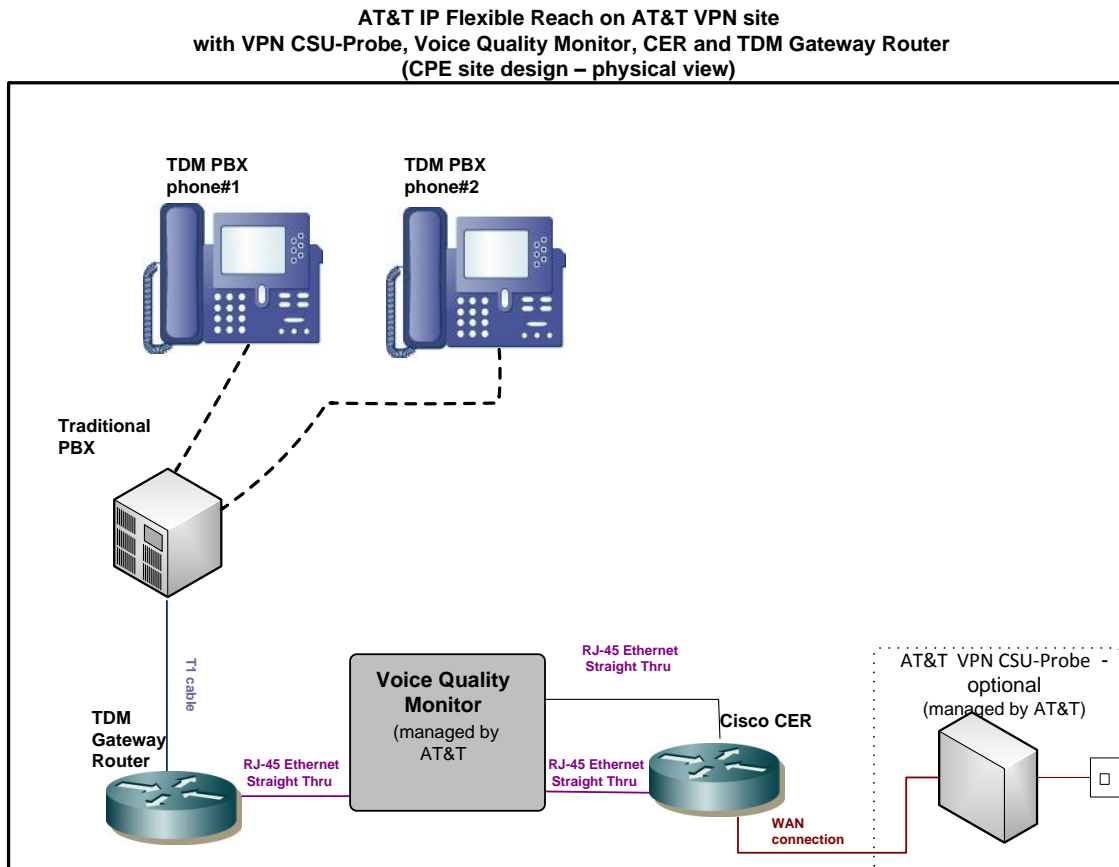 AT&T IP Flexible Reach on AT&T VPN site
with VPN CSU-Probe, Voice Quality Monitor, CER and TDM Gateway Router
(CPE site design – physical view)
TDM PBX
phone#1
TDM PBX
phone#2
Traditional
PBX
T1 cable
TDM
Gateway
Router
RJ-45 Ethernet
Straight Thru
Voice Quality
Monitor
(managed by
AT&T
RJ-45 Ethernet
Straight Thru
RJ-45 Ethernet
Straight Thru
Cisco CER
WAN
connection
AT&T VPN CSU-Probe -
optional
(managed by AT&T)